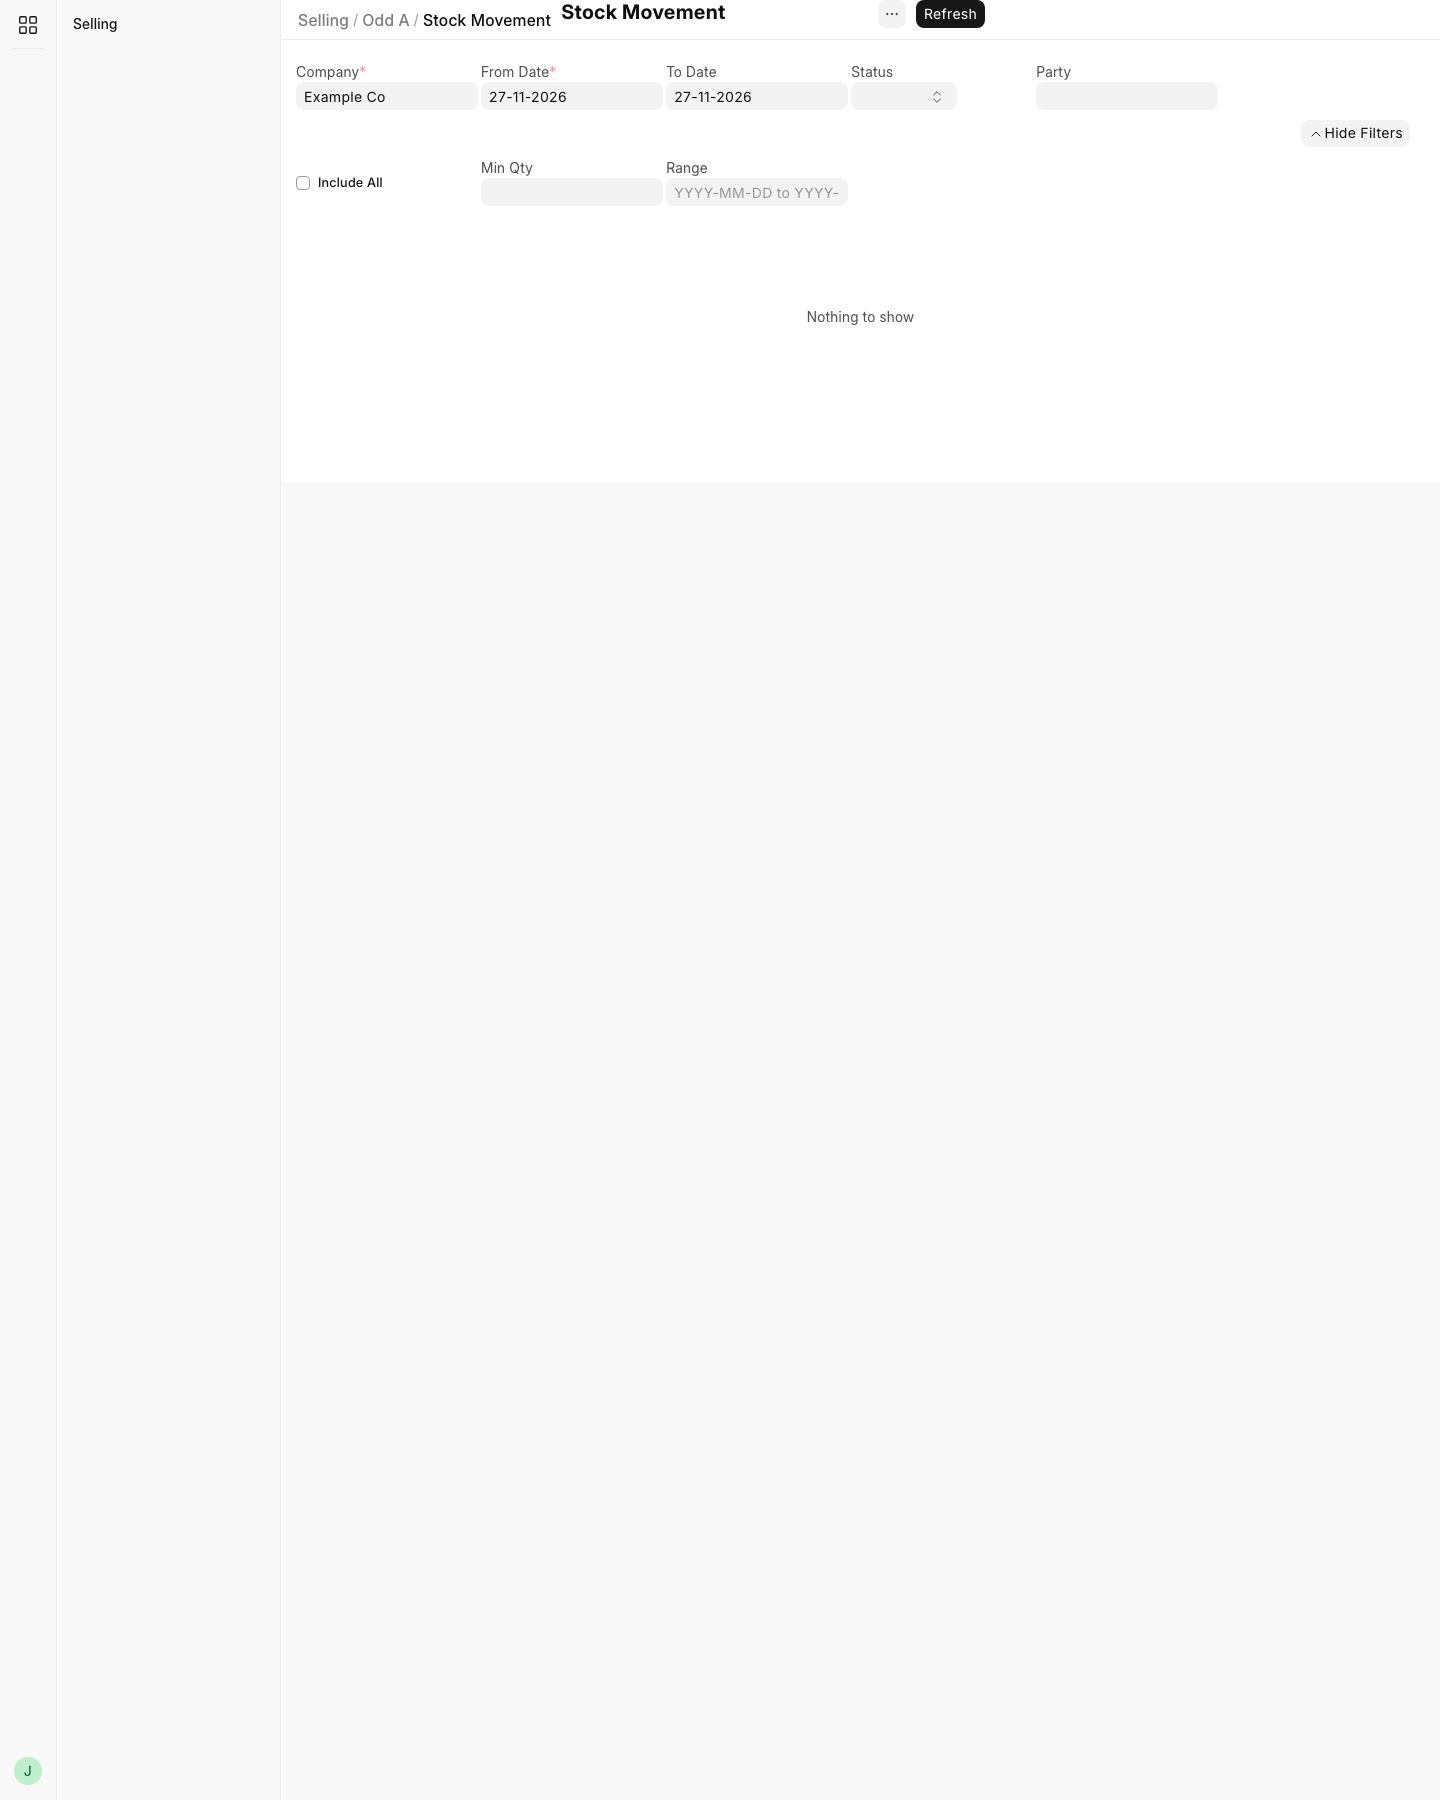 Selling
Selling / Odd A / Stock Movement
Stock Movement
Refresh
Company*
From Date*
To Date
Status
Party
Example Co
27-11-2026
27-11-2026
Hide Filters
Include All
Min Qty
Range
YYYY-MM-DD to YYYY-
Nothing to show
J